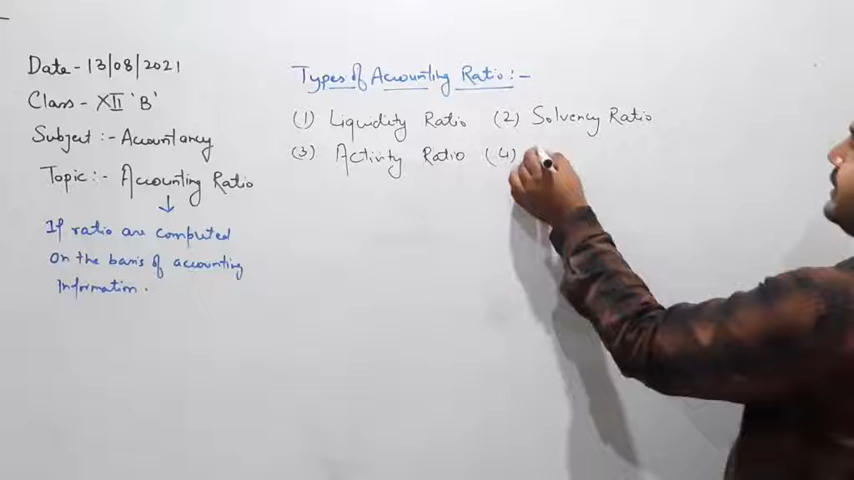 Date - 13/08/2021
Class - XII 'B'
Subject :- Accountancy
Topic :- Accounting Ratio
If ratio are computed
on the basis of accounting
information.
Types of Accounting Ratio :-
(1) Liquidity Ratio (2) Solvency Ratio
(3) Activity Ratio (4)